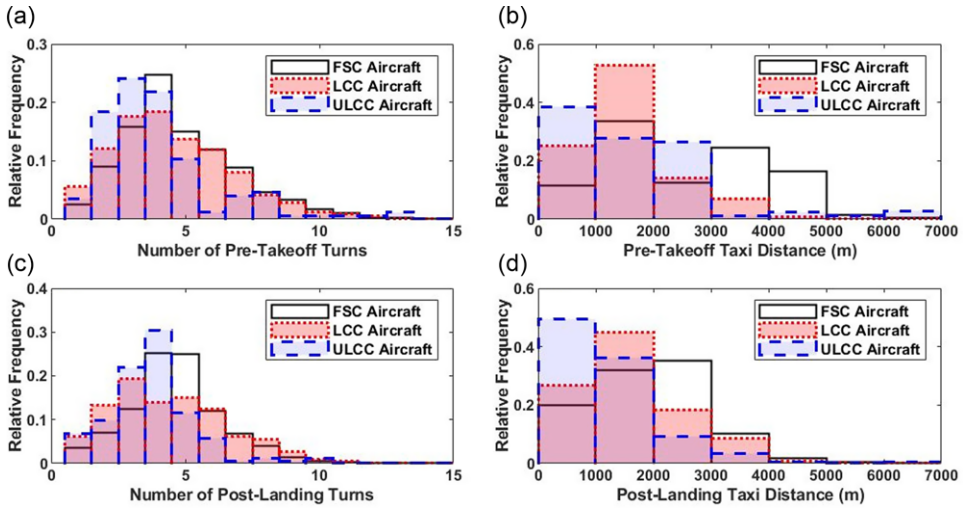 (a)
0.3
0.2
0.1
0
Relative Frequency
FSC Aircraft
LCC Aircraft
ULCC Aircraft
0 5 10 15
Number of Pre-Takeoff Turns
(b)
0.6
0.4
0.2
0
Relative Frequency
FSC Aircraft
LCC Aircraft
ULCC Aircraft
0 1000 2000 3000 4000 5000 6000 7000
Pre-Takeoff Taxi Distance (m)
(c)
0.4
0.3
0.2
0.1
0
Relative Frequency
FSC Aircraft
LCC Aircraft
ULCC Aircraft
0 5 10 15
Number of Post-Landing Turns
(d)
0.6
0.4
0.2
0
Relative Frequency
FSC Aircraft
LCC Aircraft
ULCC Aircraft
0 1000 2000 3000 4000 5000 6000 7000
Post-Landing Taxi Distance (m)